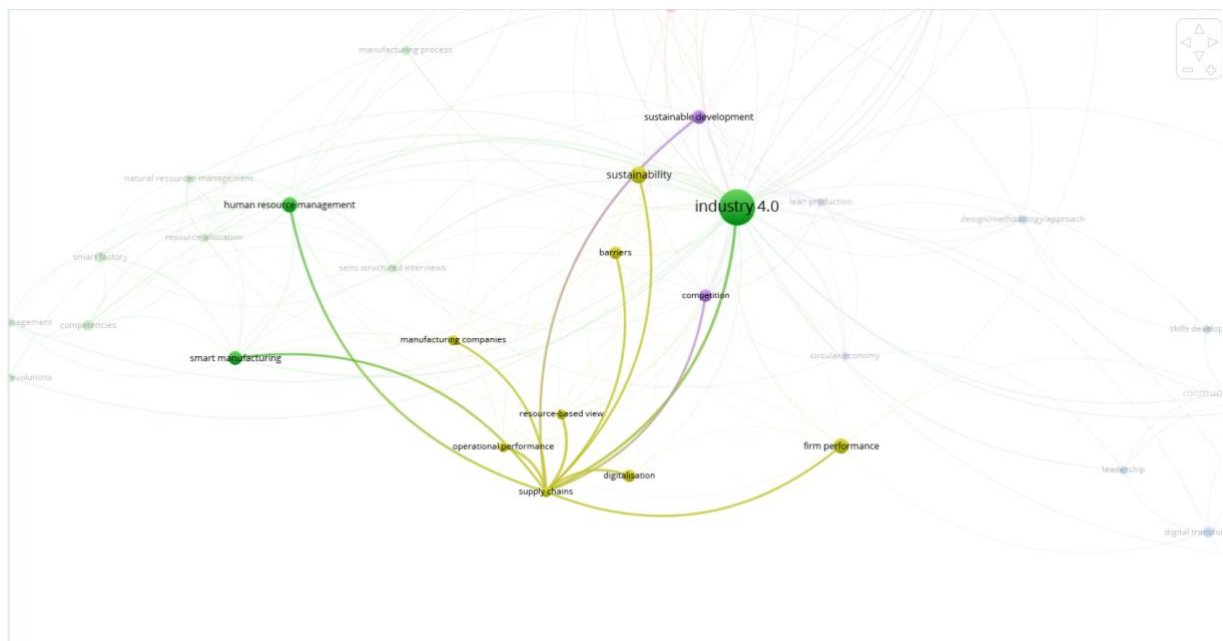 manufacturing process
sustainable development
sustainability
natural resources management
human resource management
industry 4.0
lean production
design/methodology/approach
resource allocation
barriers
smart factory
semi structured interviews
competition
agement
competencies
skills develop
manufacturing companies
smart manufacturing
circular economy
evolutions
construct
resource-based view
operational performance
firm performance
leadership
digitalisation
supply chains
digital transfor